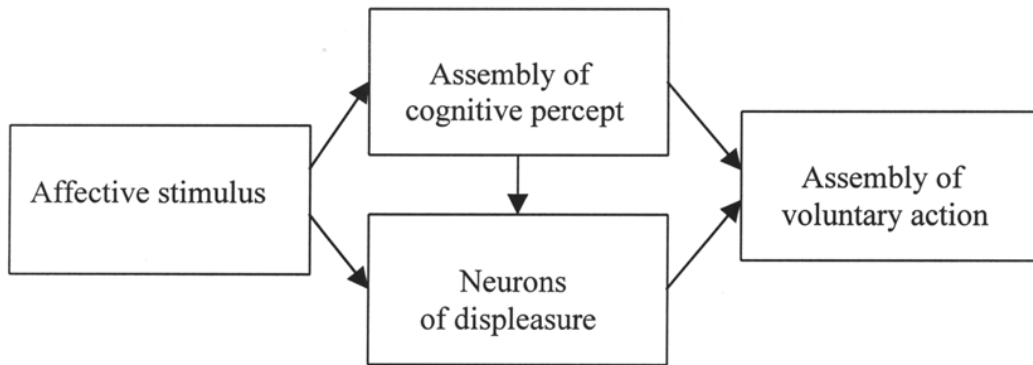 Affective stimulus
Assembly of
cognitive percept
Neurons
of displeasure
Assembly of
voluntary action